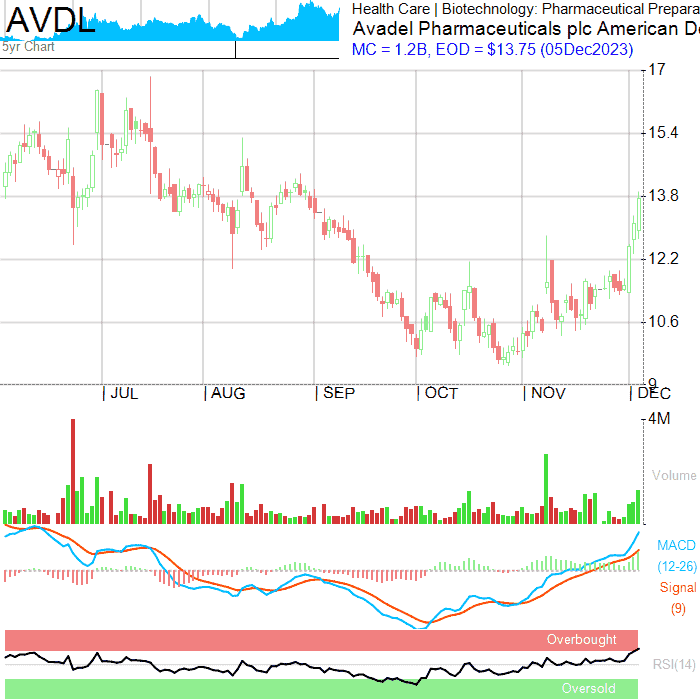 AVDL
5yr Chart
Health Care | Biotechnology: Pharmaceutical Prepara
Avadel Pharmaceuticals plc American De
MC = 1.2B, EOD = $13.75 (05Dec2023)
17
15.4
13.8
12.2
10.6
9
JUL
AUG
SEP
OCT
NOV
DEC
4M
Volume
MACD
(12-26)
Signal
(9)
Overbought
RSI(14)
Oversold